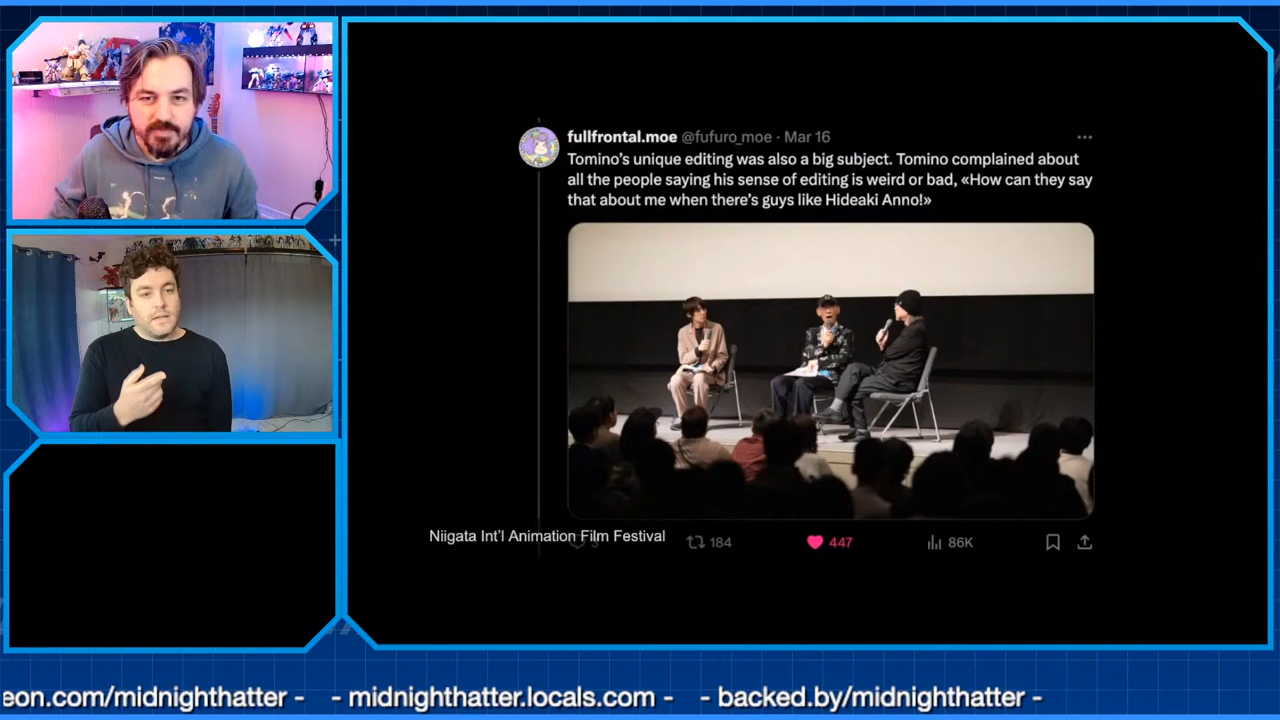 fullfrontal.moe @fufuro_moe · Mar 16
Tomino's unique editing was also a big subject. Tomino complained about
all the people saying his sense of editing is weird or bad, «How can they say
that about me when there's guys like Hideaki Anno!»
Niigata Int'l Animation Film Festival
184 447 86K
eon.com/midnighthatter - - midnighthatter.locals.com - - backed.by/midnighthatter -